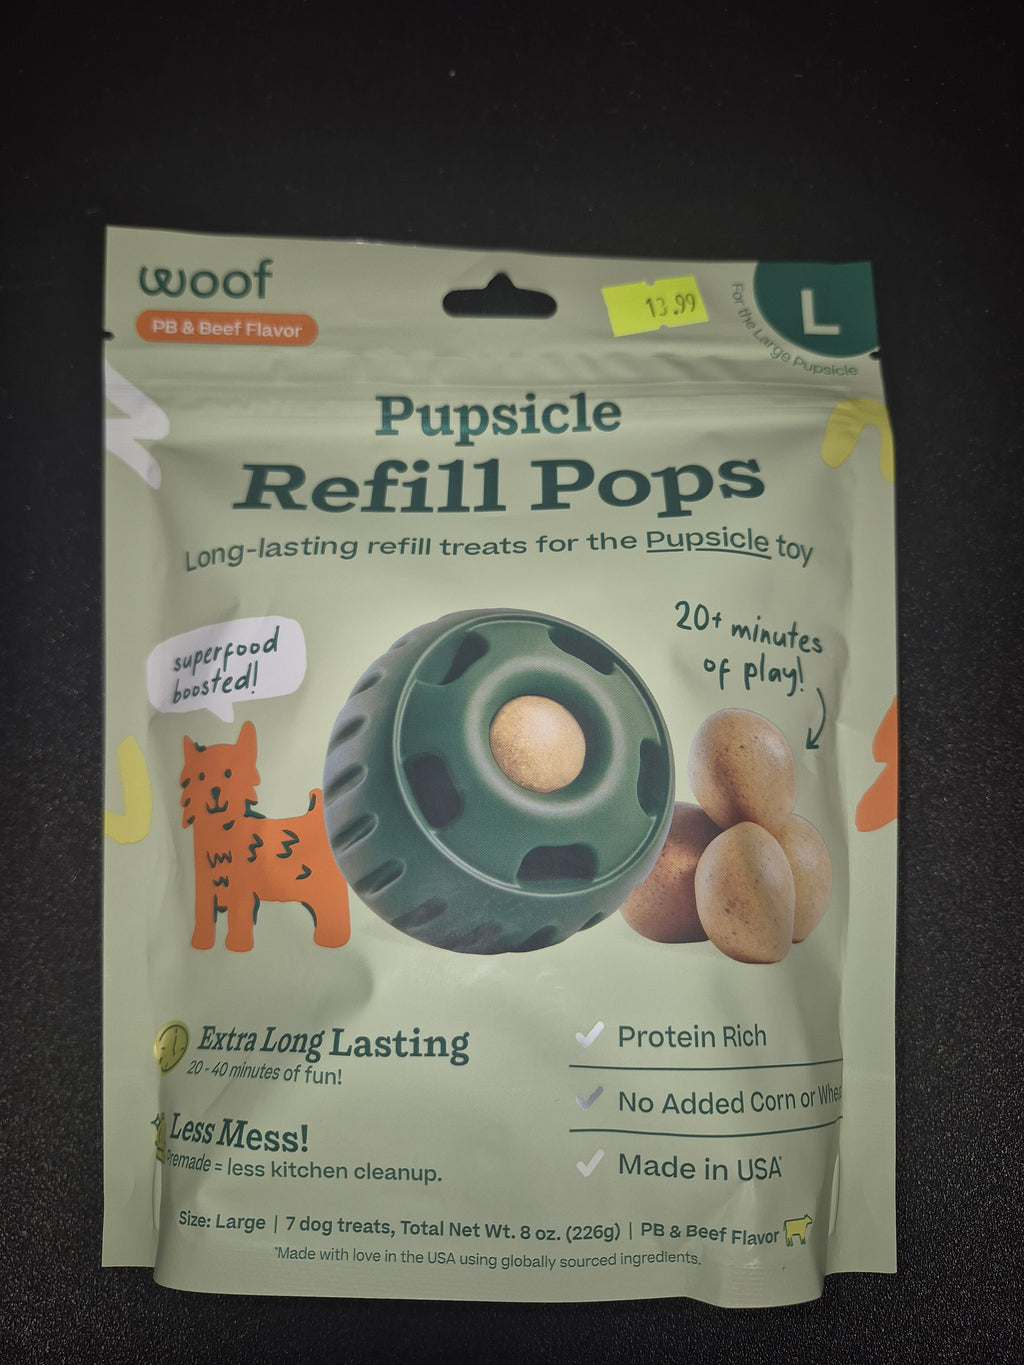 woof
PB & Beef Flavor
13.99
L
For the Large Pupsicle
Pupsicle
Refill Pops
Long-lasting refill treats for the Pupsicle toy
superfood
boosted!
20+ minutes
of play!
Extra Long Lasting
20-40 minutes of fun!
Less Mess!
Premade = less kitchen cleanup.
Protein Rich
No Added Corn or
Made in USA*
Size: Large | 7 dog treats, Total Net Wt. 8 oz. (226g) | PB & Beef Flavor
*Made with love in the USA using globally sourced ingredients.